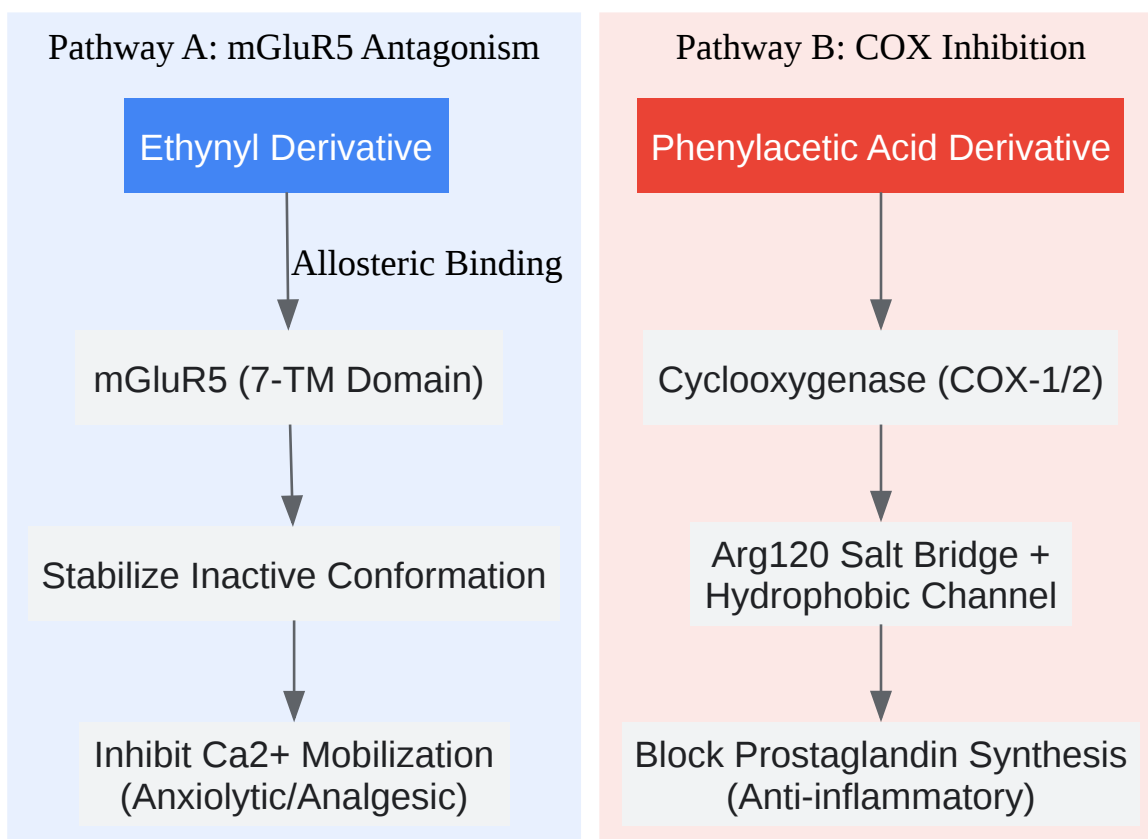 Pathway A: mGluR5 Antagonism
Ethynyl Derivative
Allosteric Binding
mGluR5 (7-TM Domain)
Stabilize Inactive Conformation
Inhibit Ca2+ Mobilization
(Anxiolytic/Analgesic)
Pathway B: COX Inhibition
Phenylacetic Acid Derivative
Cyclooxygenase (COX-1/2)
Arg120 Salt Bridge +
Hydrophobic Channel
Block Prostaglandin Synthesis
(Anti-inflammatory)